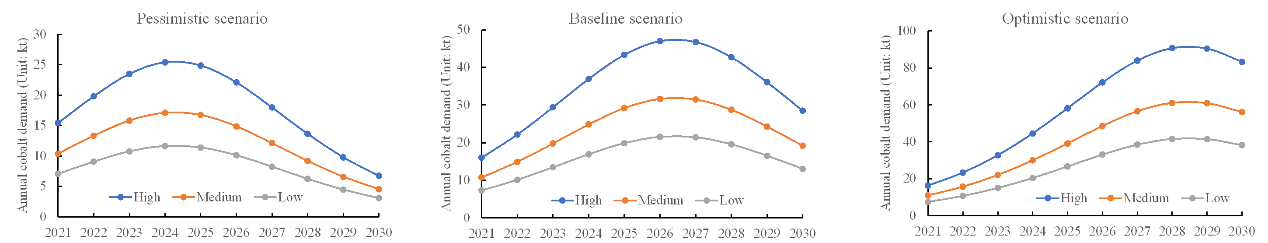 Pessimistic scenario
Annual cobalt demand (Unit: kt)
30
25
20
15
10
5
0
High Medium Low
2021 2022 2023 2024 2025 2026 2027 2028 2029 2030
Baseline scenario
Annual cobalt demand (Unit: kt)
50
40
30
20
10
0
High Medium Low
2021 2022 2023 2024 2025 2026 2027 2028 2029 2030
Optimistic scenario
Annual cobalt demand (Unit: kt)
100
80
60
40
20
0
High Medium Low
2021 2022 2023 2024 2025 2026 2027 2028 2029 2030